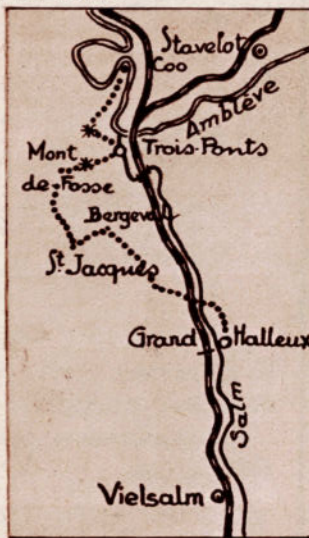 Stavelot
Coo
Amblève
Trois-Ponts
Mont
de-Fosse
Bergeval
St. Jacques
Grand Halleux
Salm
Vielsalm